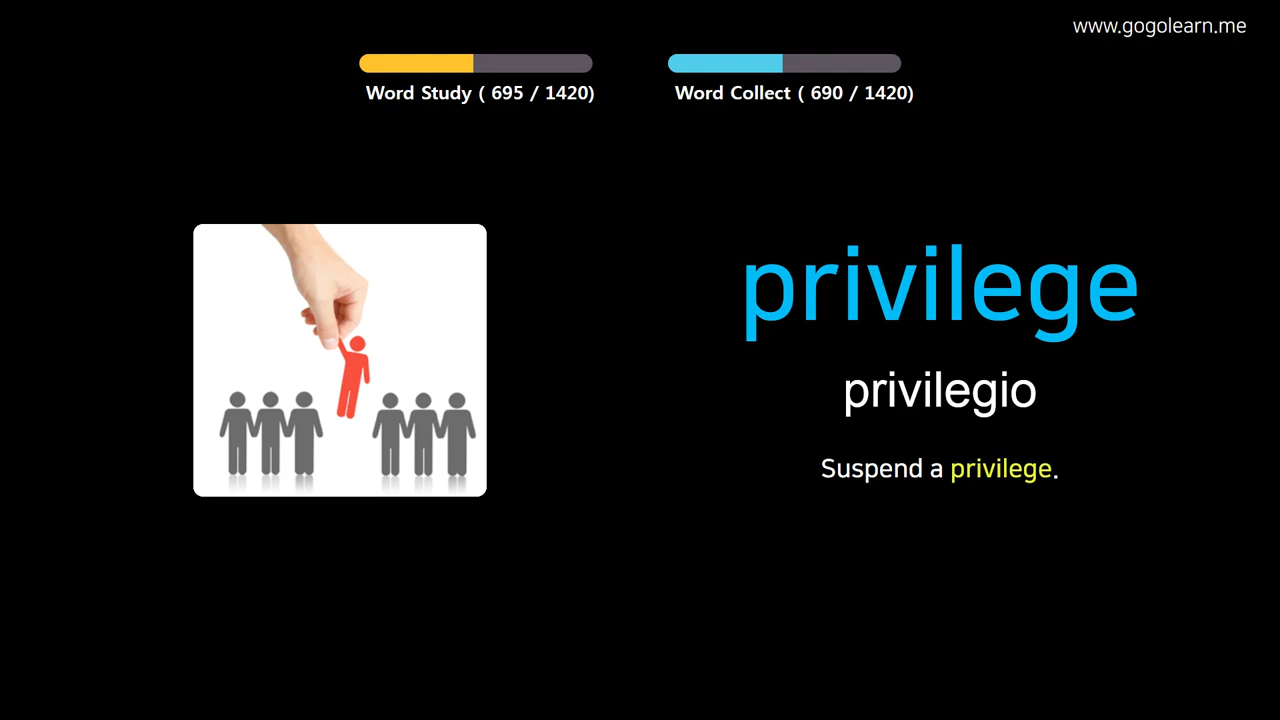 www.gogolearn.me
Word Study ( 695 / 1420)
Word Collect ( 690 / 1420)
privilege
privilegio
Suspend a privilege.